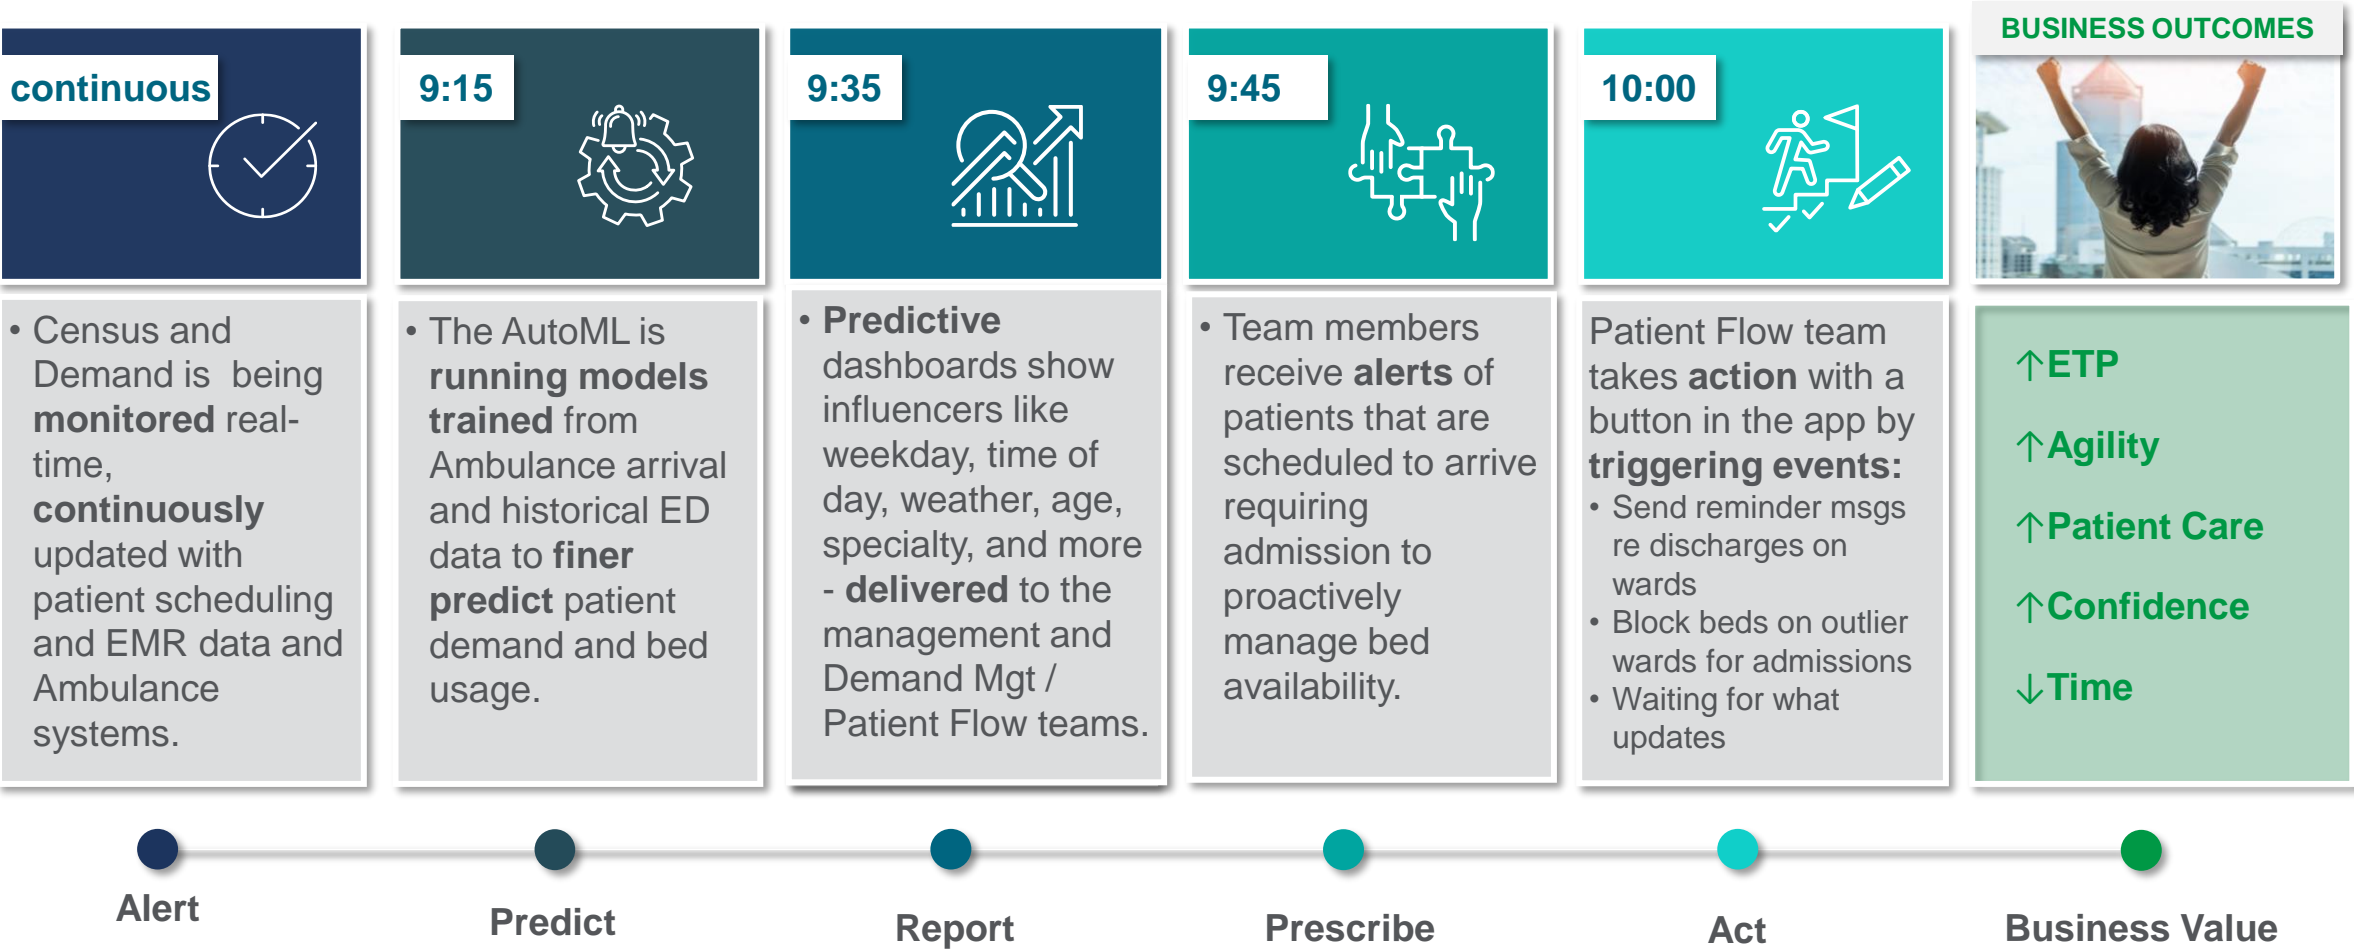 continuous
• Census and
Demand is being
monitored real-
time,
continuously
updated with
patient scheduling
and EMR data and
Ambulance
systems.
9:15
• The AutoML is
running models
trained from
Ambulance arrival
and historical ED
data to finer
predict patient
demand and bed
usage.
9:35
• Predictive
dashboards show
influencers like
weekday, time of
day, weather, age,
specialty, and more
- delivered to the
management and
Demand Mgt /
Patient Flow teams.
9:45
• Team members
receive alerts of
patients that are
scheduled to arrive
requiring
admission to
proactively
manage bed
availability.
10:00
Patient Flow team
takes action with a
button in the app by
triggering events:
• Send reminder msgs
re discharges on
wards
• Block beds on outlier
wards for admissions
• Waiting for what
updates
BUSINESS OUTCOMES
↑ETP
↑Agility
↑Patient Care
↑Confidence
↓Time
Alert
Predict
Report
Prescribe
Act
Business Value